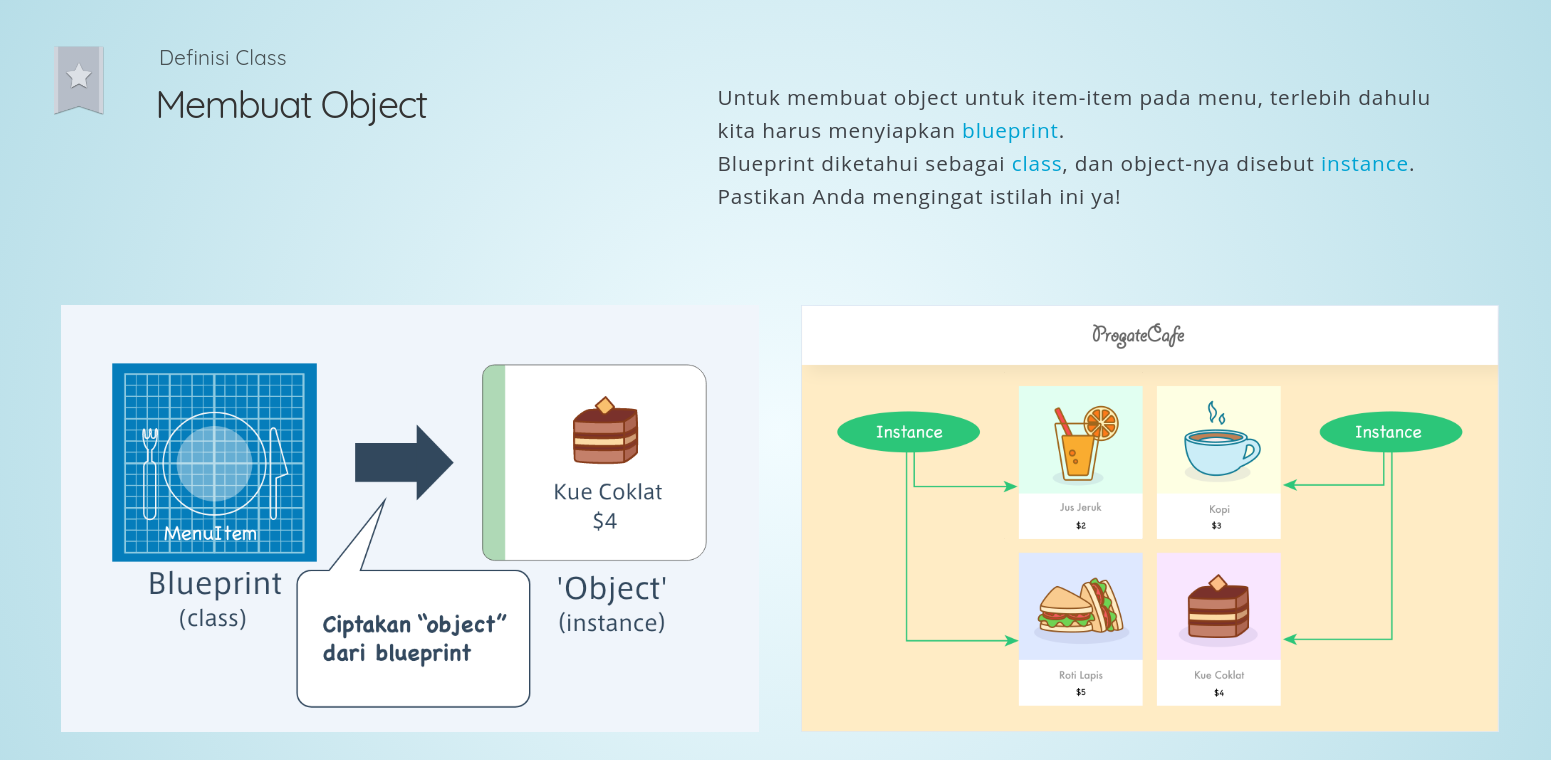 Definisi Class
Membuat Object
Untuk membuat object untuk item-item pada menu, terlebih dahulu
kita harus menyiapkan blueprint.
Blueprint diketahui sebagai class, dan object-nya disebut instance.
Pastikan Anda mengingat istilah ini ya!
MenuItem
Blueprint
(class)
Ciptakan “object”
dari blueprint
Kue Coklat
$4
'Object'
(instance)
ProgateCafe
Instance
Instance
Jus Jeruk
$2
Kopi
$3
Roti Lapis
$5
Kue Coklat
$4